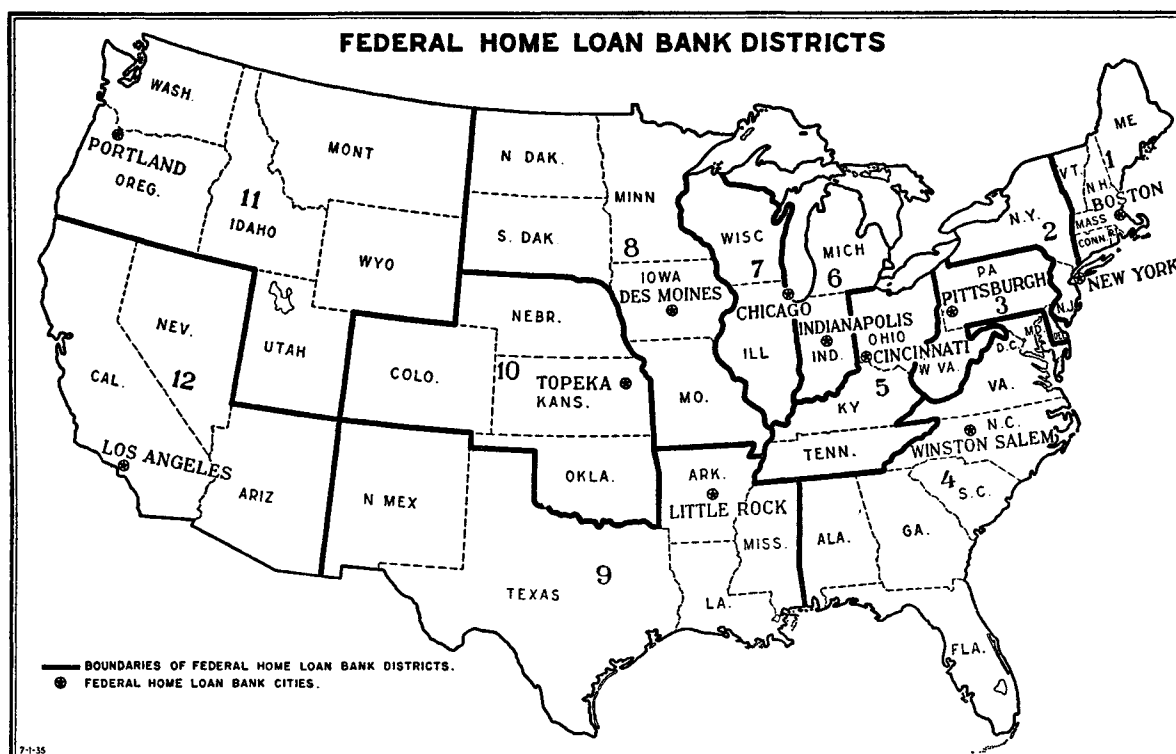 FEDERAL HOME LOAN BANK DISTRICTS
WASH.
PORTLAND
OREG.
11
IDAHO
MONT
WYO
N DAK.
S. DAK.
MINN
8
IOWA
DES MOINES
WISC
7
CHICAGO
ILL
MICH
6
INDIANAPOLIS
IND.
OHIO
CINCINNATI
5
KY
W VA.
ME
1
VT.
N H.
BOSTON
MASS
CONN.
R.I.
N.Y.
2
NEW YORK
PA
PITTSBURGH
3
N.J.
MD.
DEL.
D.C.
VA.
N.C.
WINSTON SALEM
4
S.C.
TENN.
NEV.
CAL.
12
LOS ANGELES
UTAH
ARIZ
COLO.
N MEX
NEBR.
10
TOPEKA
KANS.
MO.
OKLA.
ARK.
LITTLE ROCK
MISS.
ALA.
GA.
TEXAS
9
LA.
FLA.
BOUNDARIES OF FEDERAL HOME LOAN BANK DISTRICTS.
FEDERAL HOME LOAN BANK CITIES.
7-1-35